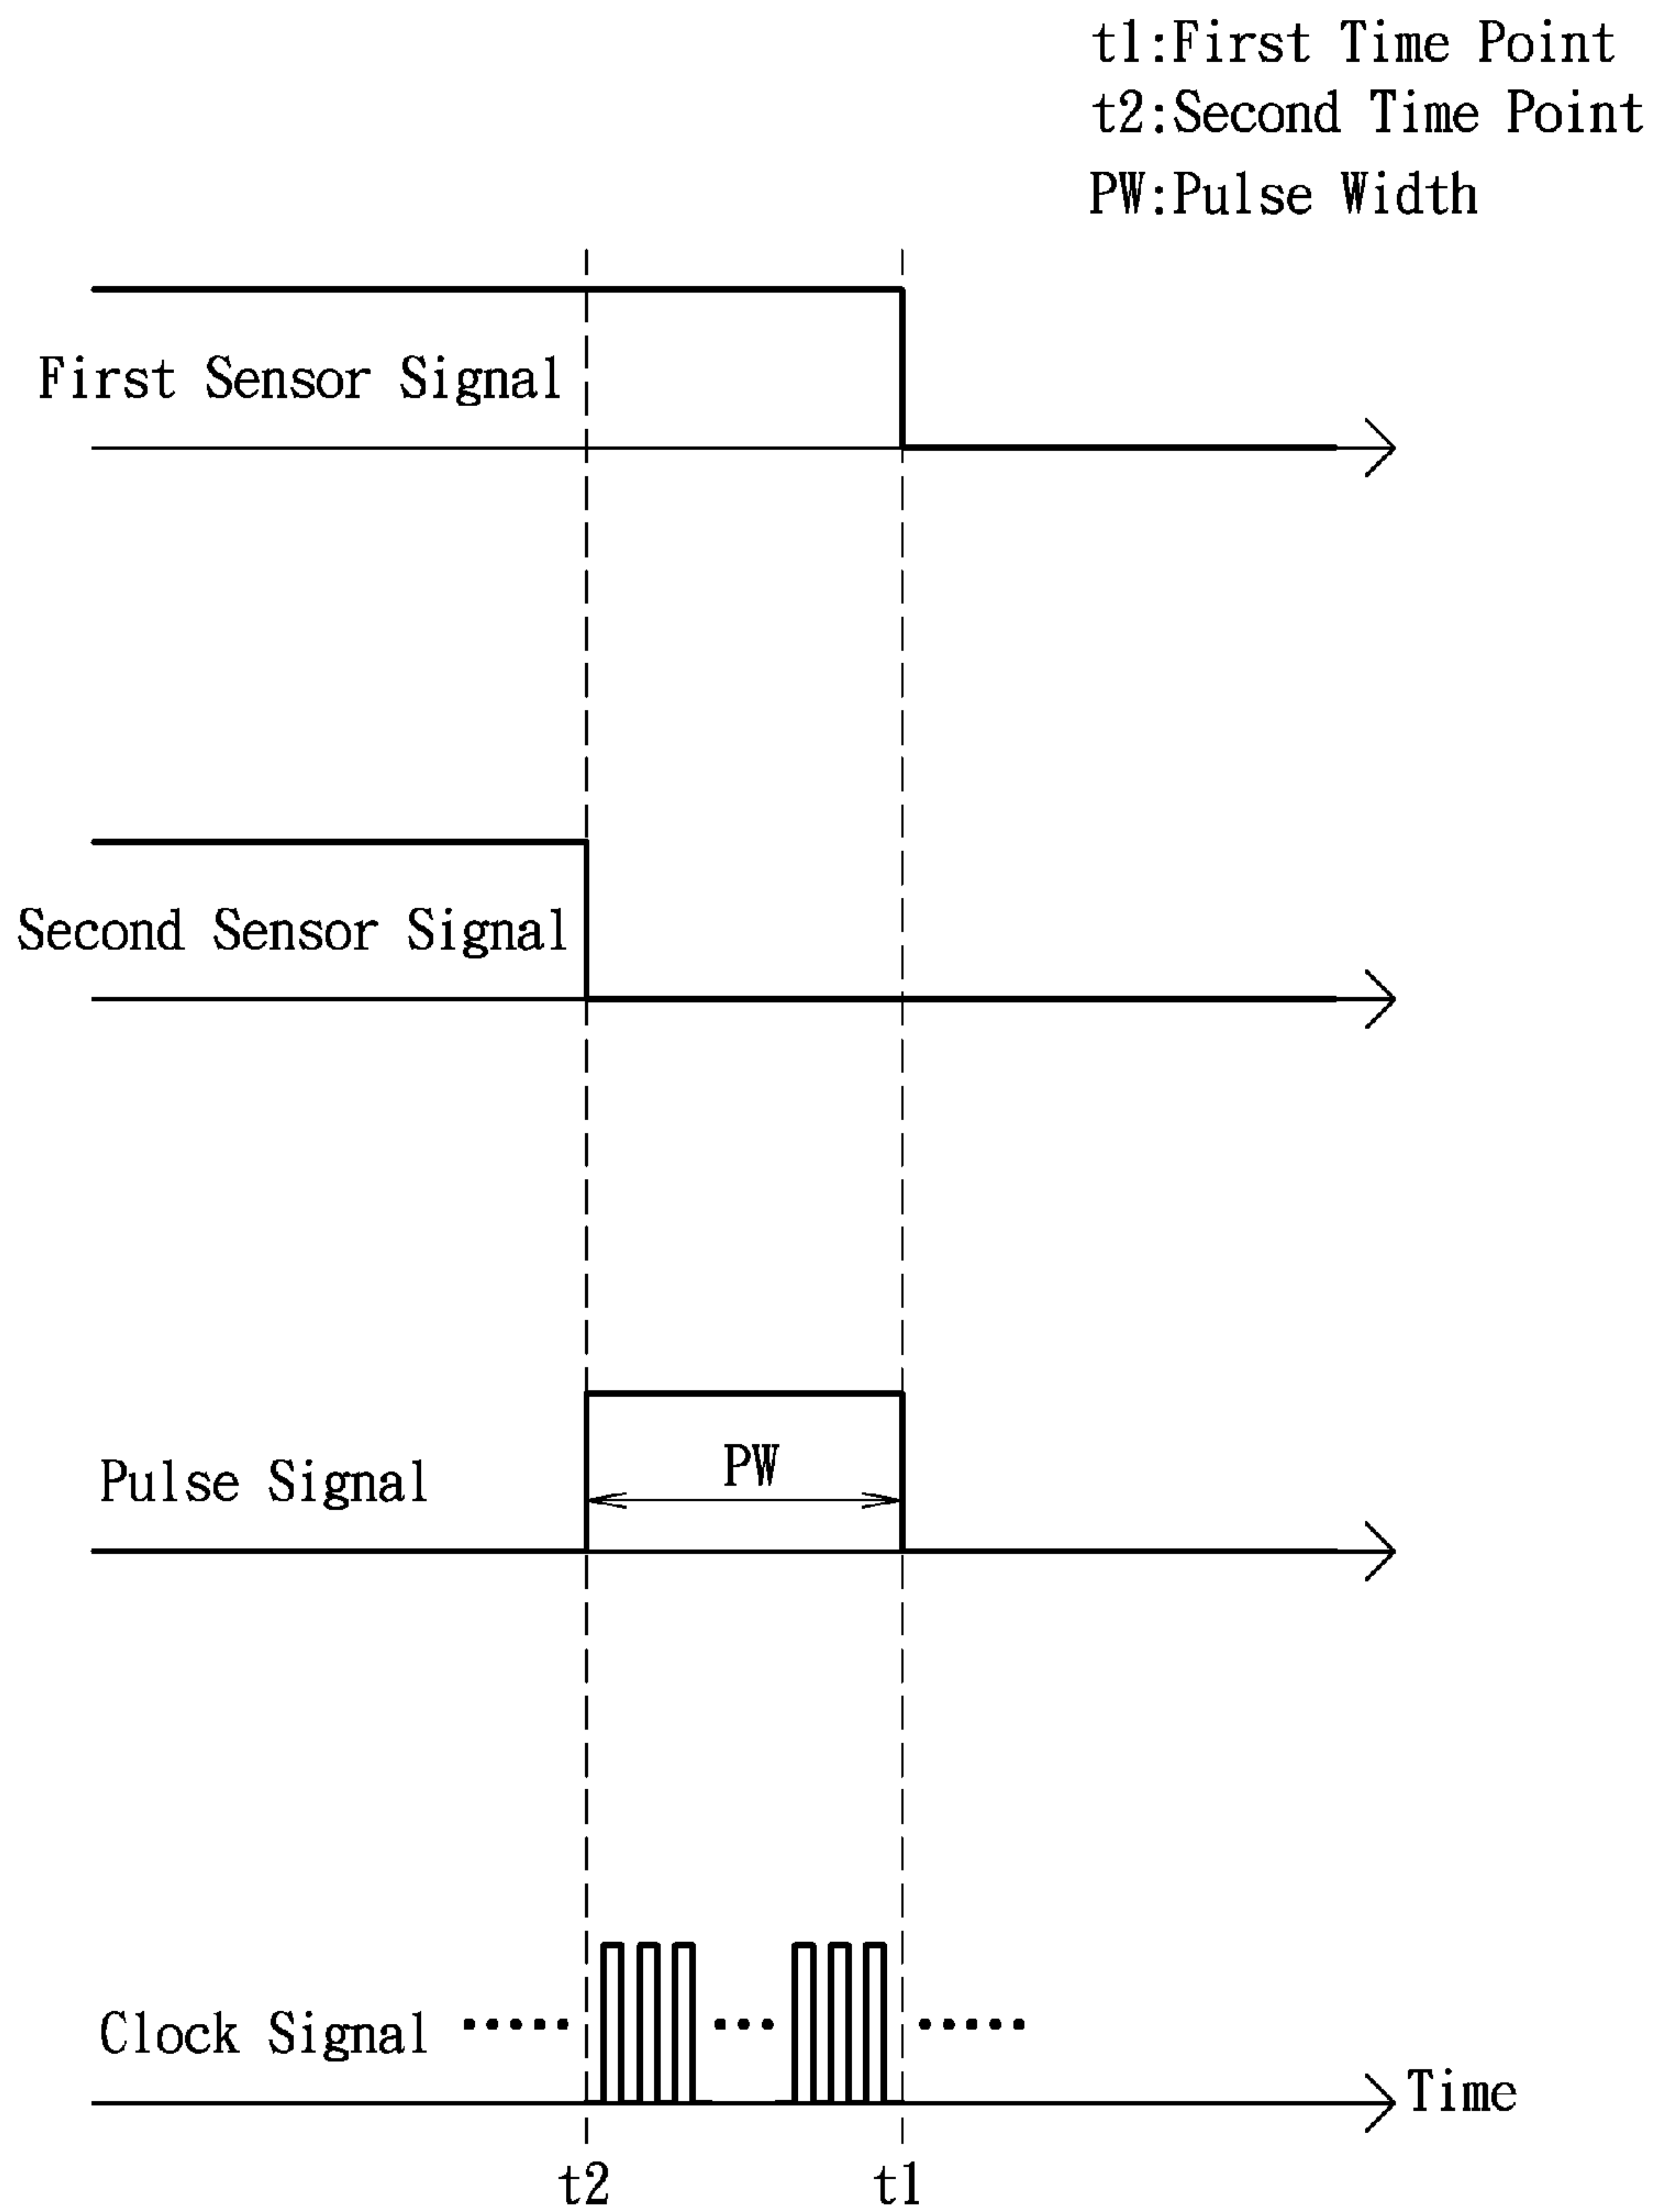 t1:First Time Point
t2:Second Time Point
PW:Pulse Width
First Sensor Signal
Second Sensor Signal
PW
Pulse Signal
Clock Signal
Time
t2 t1